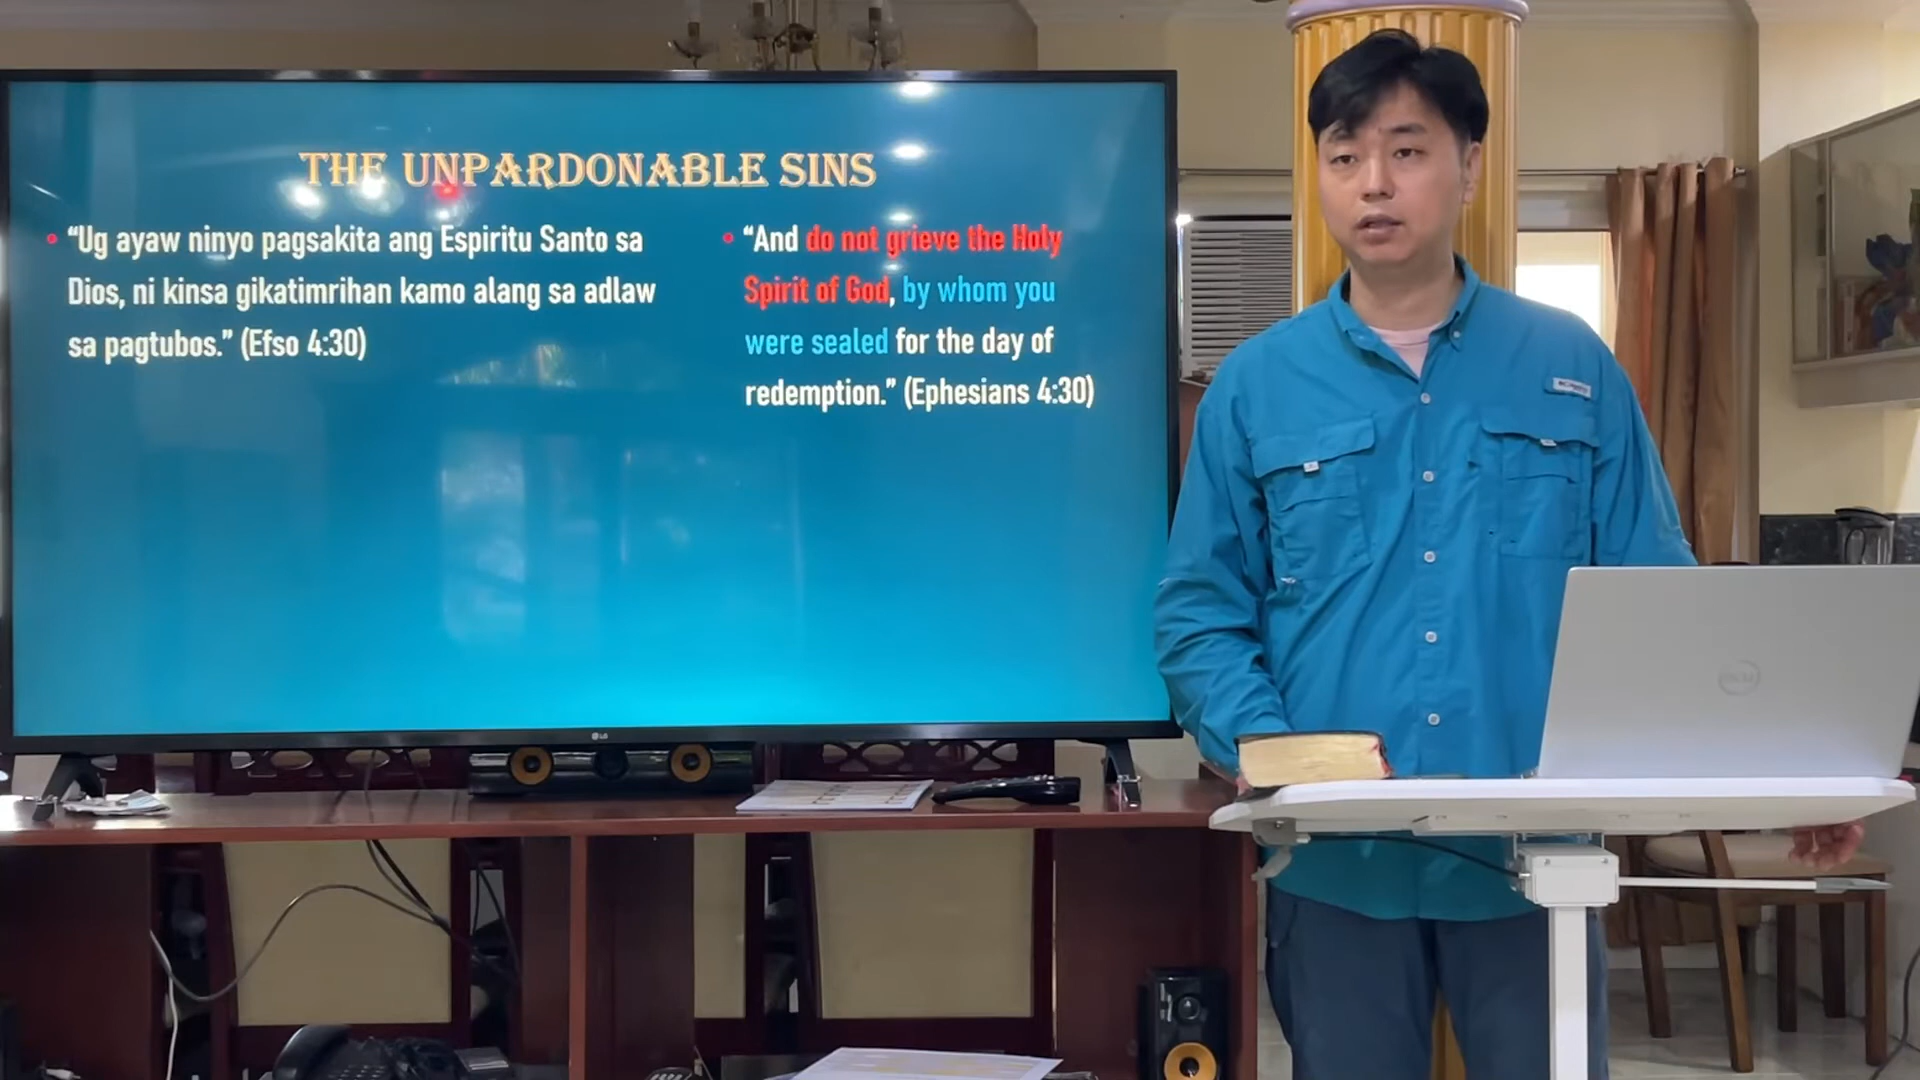 THE UNPARDONABLE SINS
• “Ug ayaw ninyo pagsakita ang Espiritu Santo sa
Dios, ni kinsa gikatimrihan kamo alang sa adlaw
sa pagtubos.” (Efso 4:30)
• “And do not grieve the Holy
Spirit of God, by whom you
were sealed for the day of
redemption.” (Ephesians 4:30)
LG
DELL